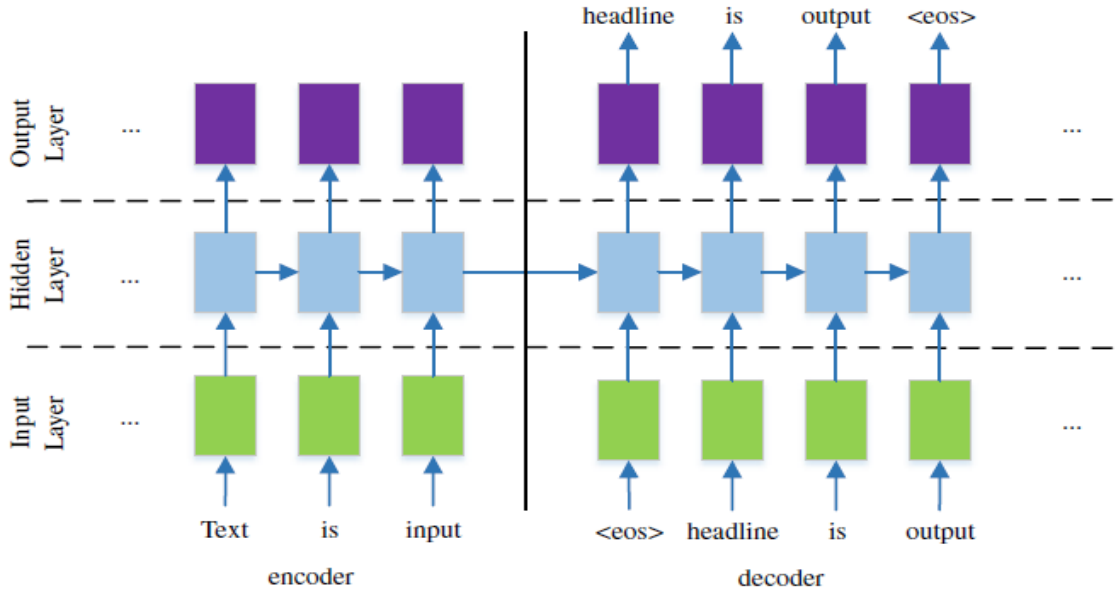 headline is output <eos>
Output
Layer
... ...
Hidden
Layer
... ...
Input
Layer
... ...
Text is input <eos> headline is output
encoder decoder